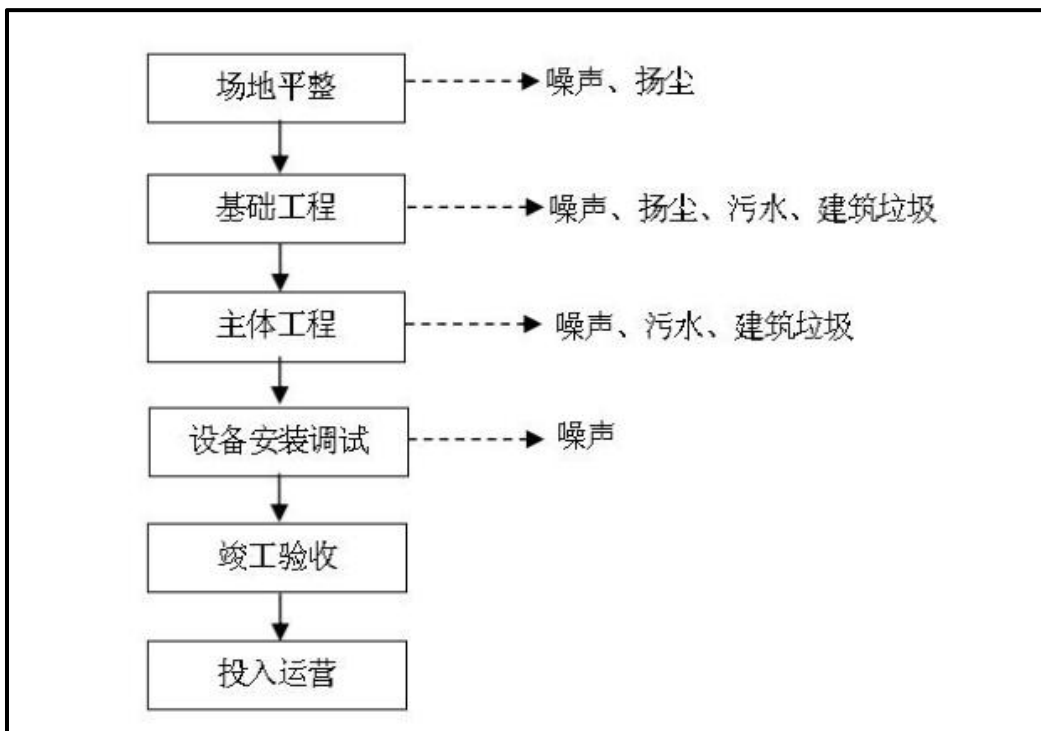 场地平整
噪声、扬尘
基础工程
噪声、扬尘、污水、建筑垃圾
主体工程
噪声、污水、建筑垃圾
设备安装调试
噪声
竣工验收
投入运营